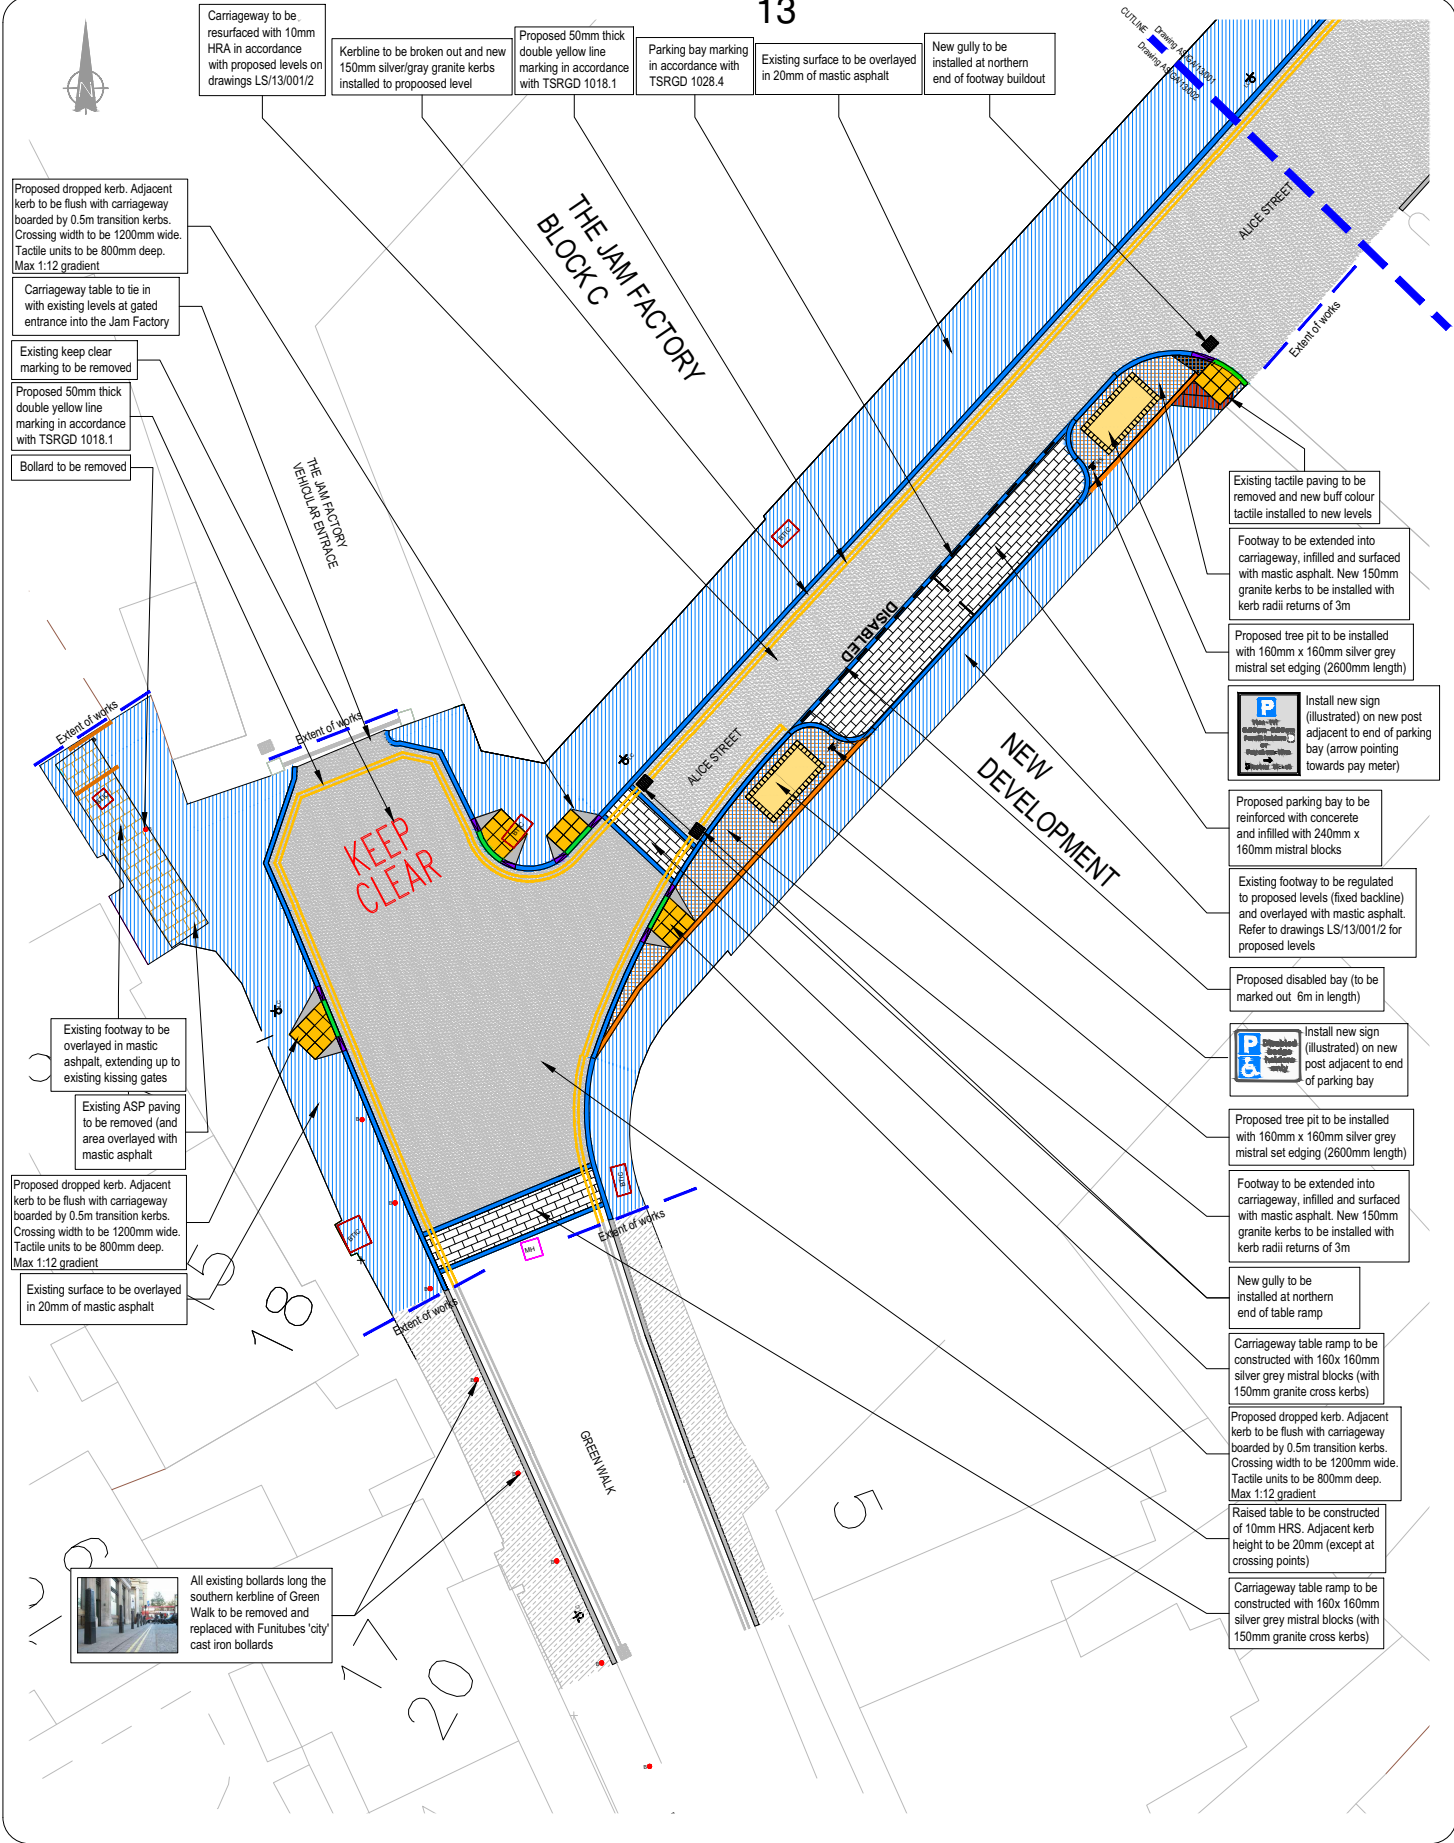 13
Carriageway to be
resurfaced with 10mm
HRA in accordance
with proposed levels on
drawings LS/13/001/2
Kerbline to be broken out and new
150mm silver/gray granite kerbs
installed to propoosed level
Proposed 50mm thick
double yellow line
marking in accordance
with TSRGD 1018.1
Parking bay marking
in accordance with
TSRGD 1028.4
Existing surface to be overlayed
in 20mm of mastic asphalt
New gully to be
installed at northern
end of footway buildout
CUTLINE
Drawing AS/GA/13/001
Drawing AS/GA/13/002
N
Proposed dropped kerb. Adjacent
kerb to be flush with carriageway
boarded by 0.5m transition kerbs.
Crossing width to be 1200mm wide.
Tactile units to be 800mm deep.
Max 1:12 gradient
Carriageway table to tie in
with existing levels at gated
entrance into the Jam Factory
Existing keep clear
marking to be removed
Proposed 50mm thick
double yellow line
marking in accordance
with TSRGD 1018.1
Bollard to be removed
THE JAM FACTORY
BLOCK C
THE JAM FACTORY
VEHICULAR ENTRACE
ALICE STREET
Extent of works
DISABLED
ALICE STREET
NEW
DEVELOPMENT
Extent of works
Extent of works
KEEP
CLEAR
Existing tactile paving to be
removed and new buff colour
tactile installed to new levels
Footway to be extended into
carriageway, infilled and surfaced
with mastic asphalt. New 150mm
granite kerbs to be installed with
kerb radii returns of 3m
Proposed tree pit to be installed
with 160mm x 160mm silver grey
mistral set edging (2600mm length)
P
Install new sign
(illustrated) on new post
adjacent to end of parking
bay (arrow pointing
towards pay meter)
Proposed parking bay to be
reinforced with concerete
and infilled with 240mm x
160mm mistral blocks
Existing footway to be regulated
to proposed levels (fixed backline)
and overlayed with mastic asphalt.
Refer to drawings LS/13/001/2 for
proposed levels
Proposed disabled bay (to be
marked out 6m in length)
P
Disabled
badge
holders
only
Install new sign
(illustrated) on new
post adjacent to end
of parking bay
Proposed tree pit to be installed
with 160mm x 160mm silver grey
mistral set edging (2600mm length)
Footway to be extended into
carriageway, infilled and surfaced
with mastic asphalt. New 150mm
granite kerbs to be installed with
kerb radii returns of 3m
New gully to be
installed at northern
end of table ramp
Carriageway table ramp to be
constructed with 160x 160mm
silver grey mistral blocks (with
150mm granite cross kerbs)
Proposed dropped kerb. Adjacent
kerb to be flush with carriageway
boarded by 0.5m transition kerbs.
Crossing width to be 1200mm wide.
Tactile units to be 800mm deep.
Max 1:12 gradient
Raised table to be constructed
of 10mm HRS. Adjacent kerb
height to be 20mm (except at
crossing points)
Carriageway table ramp to be
constructed with 160x 160mm
silver grey mistral blocks (with
150mm granite cross kerbs)
Existing footway to be
overlayed in mastic
ashpalt, extending up to
existing kissing gates
Existing ASP paving
to be removed (and
area overlayed with
mastic asphalt
Proposed dropped kerb. Adjacent
kerb to be flush with carriageway
boarded by 0.5m transition kerbs.
Crossing width to be 1200mm wide.
Tactile units to be 800mm deep.
Max 1:12 gradient
Existing surface to be overlayed
in 20mm of mastic asphalt
Extent of works
MH
Extent of works
18
GREEN WALK
5
All existing bollards long the
southern kerbline of Green
Walk to be removed and
replaced with Funitubes 'city'
cast iron bollards
17
20